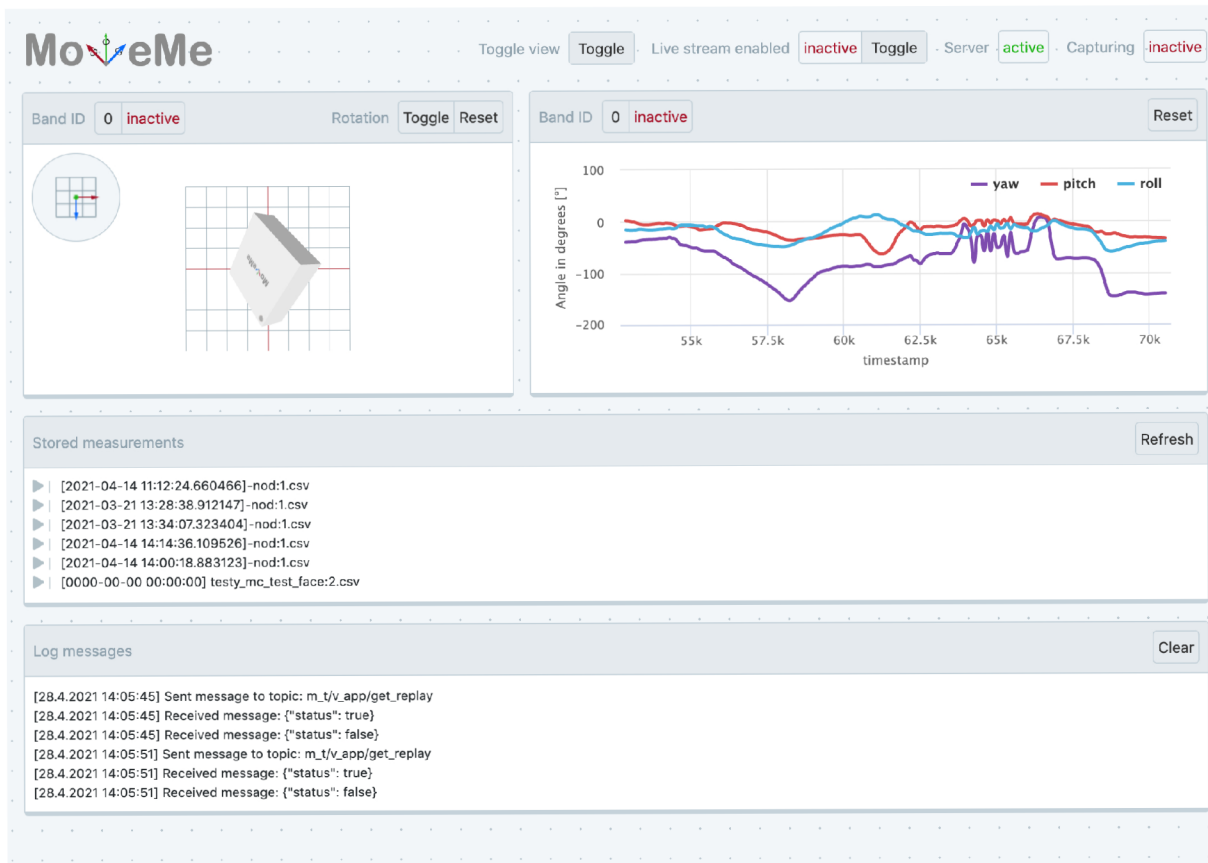 MoveMe
Toggle view Toggle Live stream enabled inactive Toggle Server active Capturing inactive
Band ID 0 inactive Rotation Toggle Reset
MoveMe
Band ID 0 inactive Reset
yaw pitch roll
Angle in degrees [°]
100
0
-100
-200
55k 57.5k 60k 62.5k 65k 67.5k 70k
timestamp
Stored measurements Refresh
[2021-04-14 11:12:24.660466]-nod:1.csv
[2021-03-21 13:28:38.912147]-nod:1.csv
[2021-03-21 13:34:07.323404]-nod:1.csv
[2021-04-14 14:14:36.109526]-nod:1.csv
[2021-04-14 14:00:18.883123]-nod:1.csv
[0000-00-00 00:00:00] testy_mc_test_face:2.csv
Log messages Clear
[28.4.2021 14:05:45] Sent message to topic: m_t/v_app/get_replay
[28.4.2021 14:05:45] Received message: {"status": true}
[28.4.2021 14:05:45] Received message: {"status": false}
[28.4.2021 14:05:51] Sent message to topic: m_t/v_app/get_replay
[28.4.2021 14:05:51] Received message: {"status": true}
[28.4.2021 14:05:51] Received message: {"status": false}